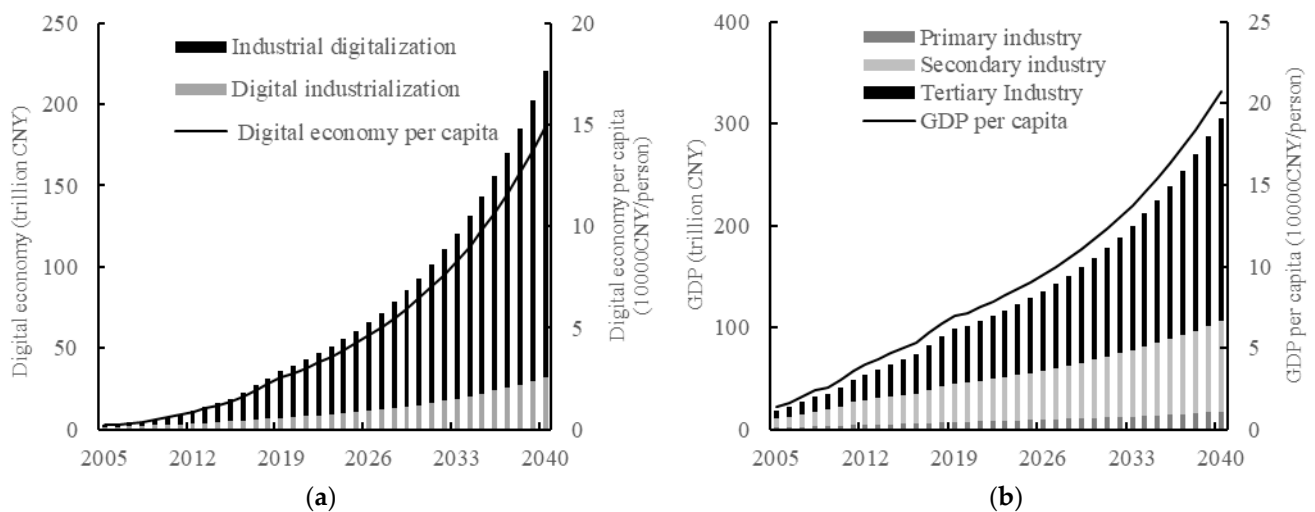 250
200
150
100
50
0
Digital economy (trillion CNY)
Industrial digitalization
Digital industrialization
Digital economy per capita
20
15
10
5
0
Digital economy per capita
(10000CNY/person)
2005 2012 2019 2026 2033 2040
(a)
400
300
200
100
0
GDP (trillion CNY)
Primary industry
Secondary industry
Tertiary Industry
GDP per capita
25
20
15
10
5
0
GDP per capita (10000CNY/person)
2005 2012 2019 2026 2033 2040
(b)